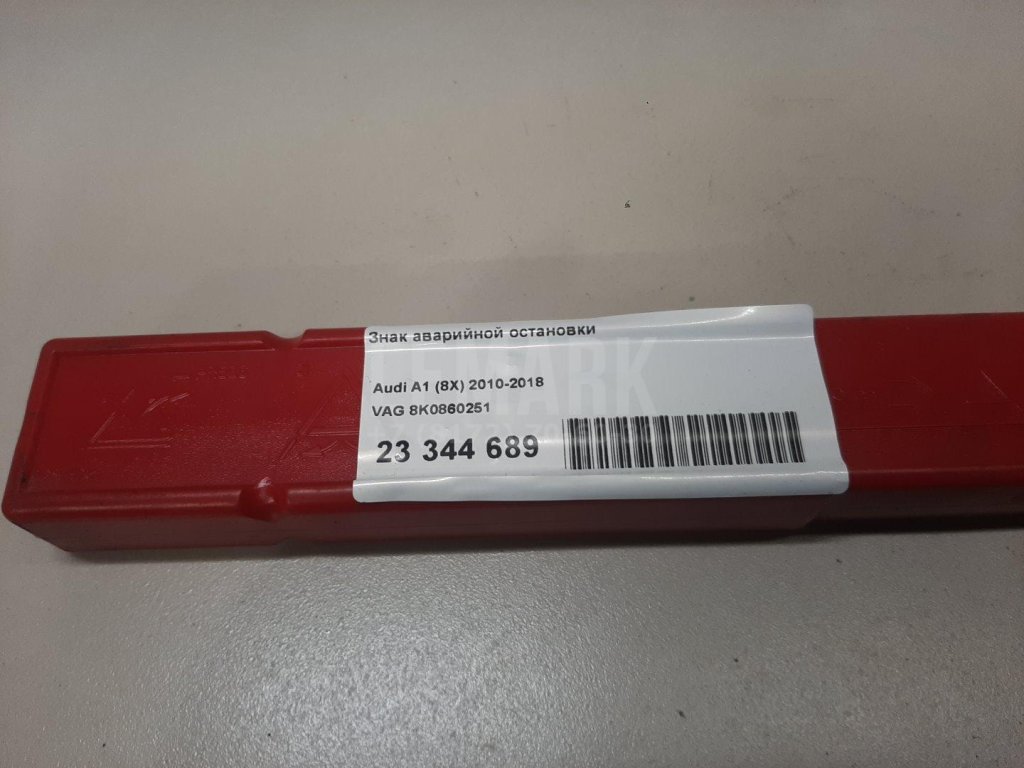 Знак аварийной остановки
Audi A1 (8X) 2010-2018
VAG 8K0860251
23 344 689